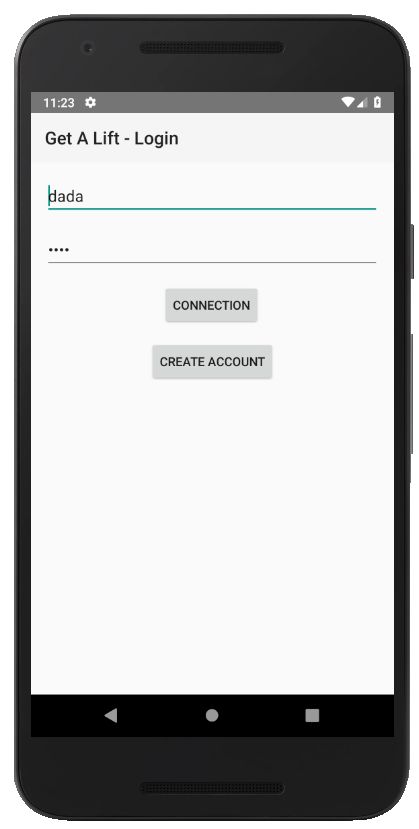 11:23
Get A Lift - Login
dada
••••
CONNECTION
CREATE ACCOUNT